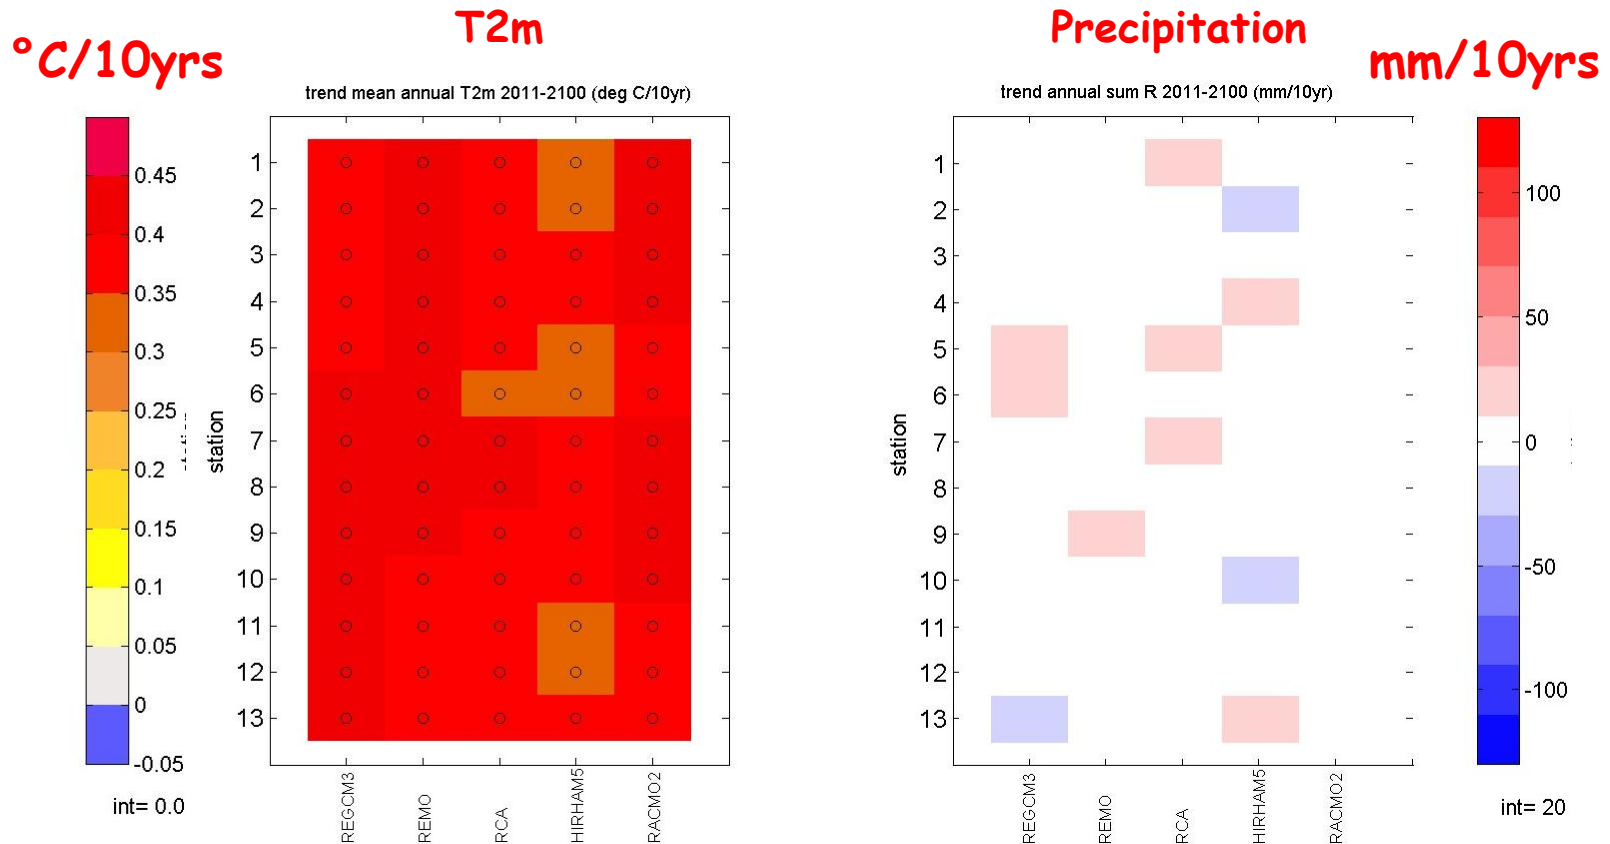 T2m
Precipitation
°C/10yrs
mm/10yrs
trend mean annual T2m 2011-2100 (deg C/10yr)
trend annual sum R 2011-2100 (mm/10yr)
0.45
0.4
0.35
0.3
0.25
0.2
0.15
0.1
0.05
0
-0.05
int= 0.0
station
1
2
3
4
5
6
7
8
9
10
11
12
13
REGCM3
REMO
RCA
HIRHAM5
RACMO2
station
1
2
3
4
5
6
7
8
9
10
11
12
13
REGCM3
REMO
RCA
HIRHAM5
RACMO2
100
50
0
-50
-100
int= 20